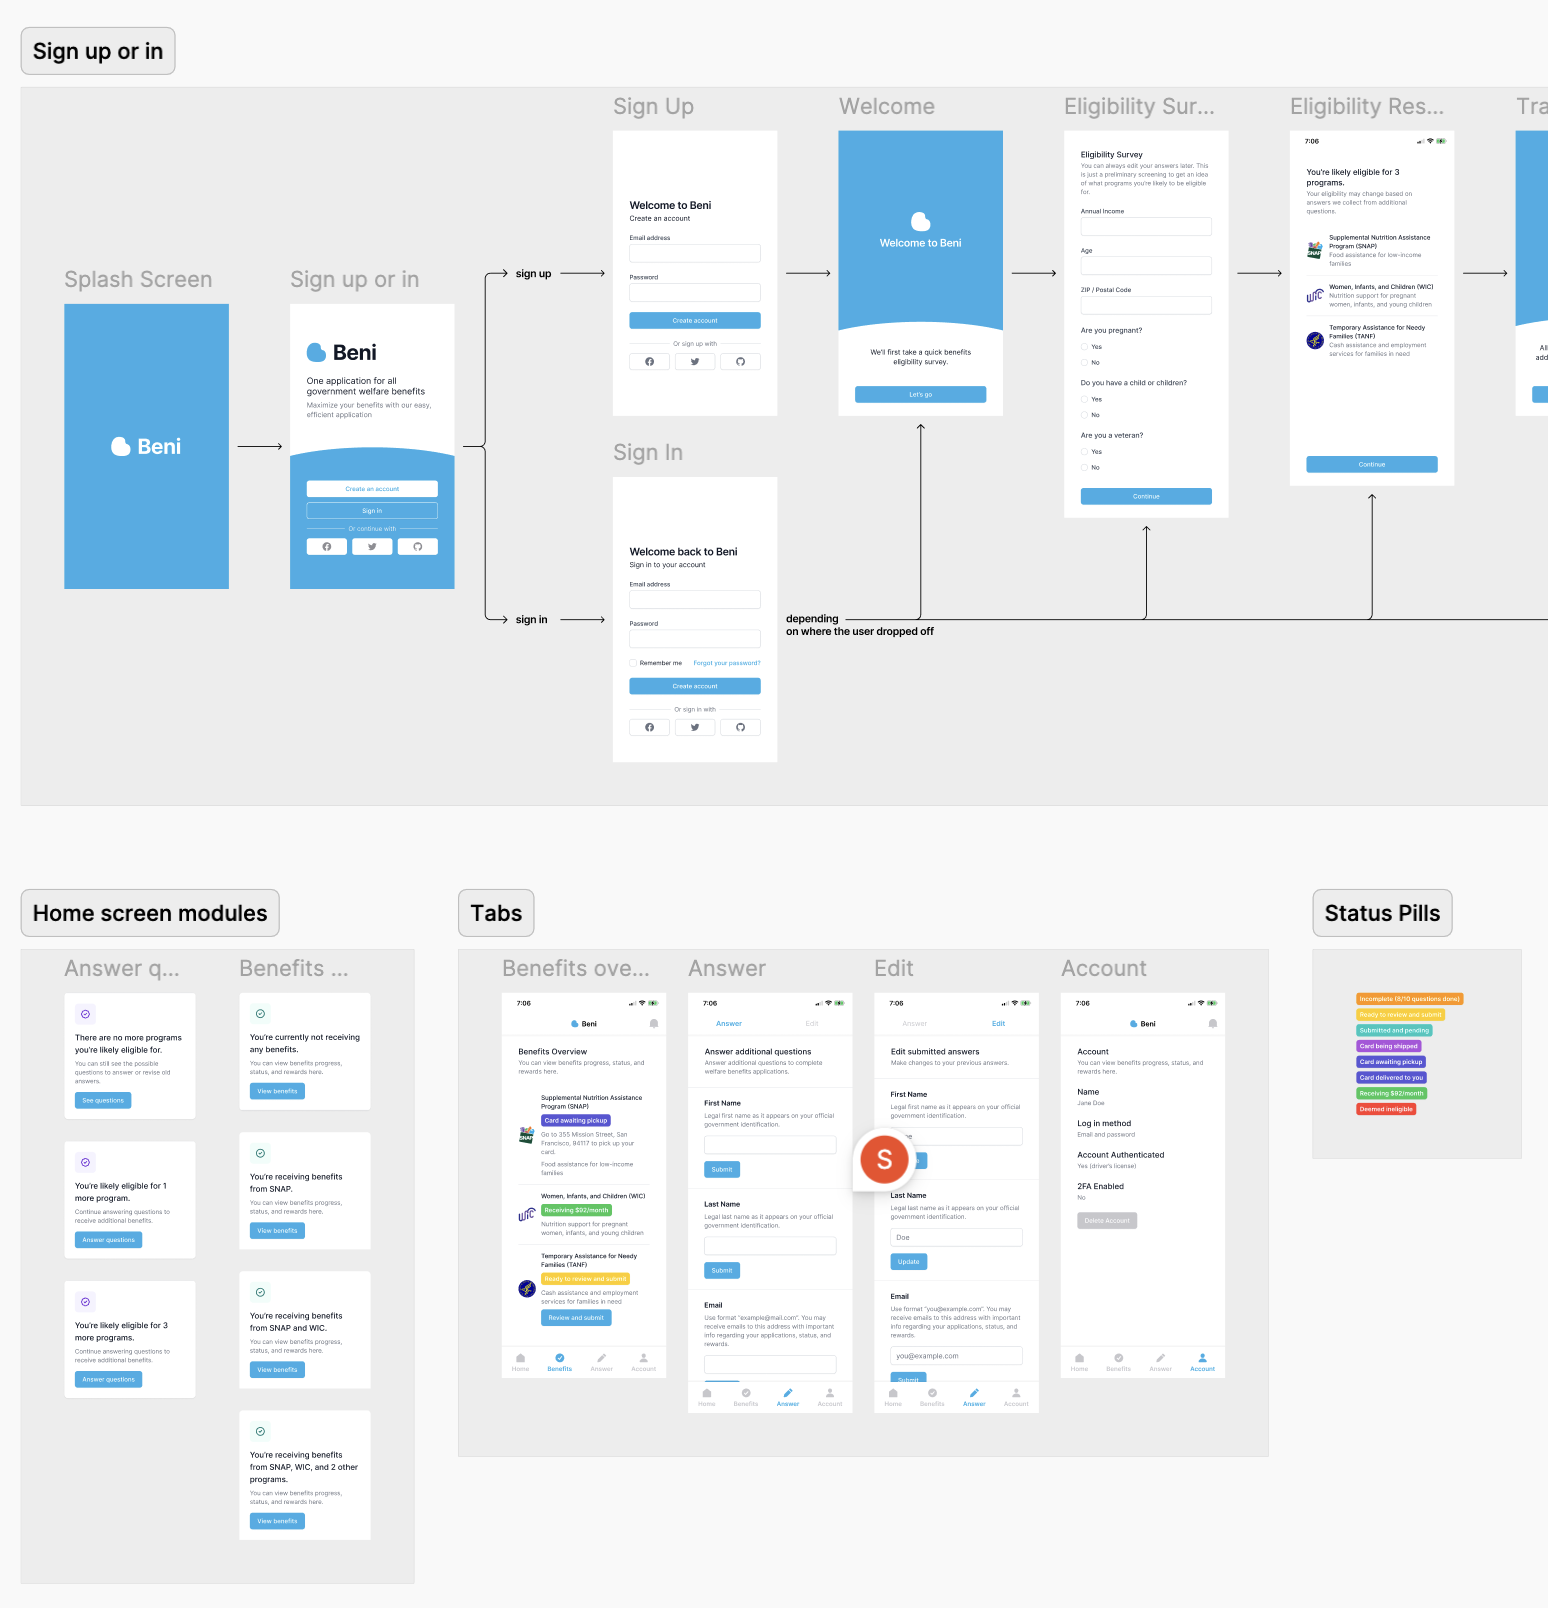 Sign up or in
Splash Screen
Beni
Sign up or in
Beni
One application for all
government welfare benefits
Maximize your benefits with our easy,
efficient application
Create an account
Sign in
Or continue with
sign up
sign in
Sign Up
Welcome to Beni
Create an account
Email address
Password
Create account
Or sign up with
Sign In
Welcome back to Beni
Sign in to your account
Email address
Password
Remember me
Forgot your password?
Create account
Or sign in with
depending
on where the user dropped off
Welcome
Welcome to Beni
We'll first take a quick benefits
eligibility survey.
Let's go
Eligibility Sur...
Eligibility Survey
You can always edit your answers later. This
is just a preliminary screening to get an idea
of what programs you're likely to be eligible
for.
Annual Income
Age
ZIP / Postal Code
Are you pregnant?
Yes
No
Do you have a child or children?
Yes
No
Are you a veteran?
Yes
No
Continue
Eligibility Res...
7:06
You're likely eligible for 3
programs.
Your eligibility may change based on
answers we collect from additional
questions.
SNAP
Supplemental Nutrition Assistance
Program (SNAP)
Food assistance for low-income
families
WIC
Women, Infants, and Children (WIC)
Nutrition support for pregnant
women, infants, and young children
Temporary Assistance for Needy
Families (TANF)
Cash assistance and employment
services for families in need
Continue
Tra
All
add
Home screen modules
Answer q...
There are no more programs
you're likely eligible for.
You can still see the possible
questions to answer or revise old
answers.
See questions
You're likely eligible for 1
more program.
Continue answering questions to
receive additional benefits.
Answer questions
You're likely eligible for 3
more programs.
Continue answering questions to
receive additional benefits.
Answer questions
Benefits ...
You're currently not receiving
any benefits.
You can view benefits progress,
status, and rewards here.
View benefits
You're receiving benefits
from SNAP.
You can view benefits progress,
status, and rewards here.
View benefits
You're receiving benefits
from SNAP and WIC.
You can view benefits progress,
status, and rewards here.
View benefits
You're receiving benefits
from SNAP, WIC, and 2 other
programs.
You can view benefits progress,
status, and rewards here.
View benefits
Tabs
Benefits ove...
7:06
Beni
Benefits Overview
You can view benefits progress, status, and
rewards here.
Supplemental Nutrition Assistance
Program (SNAP)
Card awaiting pickup
SNAP
Go to 355 Mission Street, San
Francisco, 94117 to pick up your
card.
Food assistance for low-income
families
Women, Infants, and Children (WIC)
Receiving $92/month
WIC
Nutrition support for pregnant
women, infants, and young children
Temporary Assistance for Needy
Families (TANF)
Ready to review and submit
Cash assistance and employment
services for families in need
Review and submit
Home
Benefits
Answer
Account
Answer
7:06
Answer
Edit
Answer additional questions
Answer additional questions to complete
welfare benefits applications.
First Name
Legal first name as it appears on your official
government identification.
Submit
Last Name
Legal last name as it appears on your official
government identification.
Submit
Email
Use format "example@mail.com". You may
receive emails to this address with important
info regarding your applications, status, and
rewards.
Home
Benefits
Answer
Account
Edit
7:06
Answer
Edit
Edit submitted answers
Make changes to your previous answers.
First Name
Legal first name as it appears on your official
government identification.
S
Last Name
Legal last name as it appears on your official
government identification.
Doe
Update
Email
Use format "you@example.com". You may
receive emails to this address with important
info regarding your applications, status, and
rewards.
you@example.com
Submit
Home
Benefits
Answer
Account
Account
7:06
Beni
Account
You can view benefits progress, status, and
rewards here.
Name
Jane Doe
Log in method
Email and password
Account Authenticated
Yes (driver's license)
2FA Enabled
No
Delete Account
Home
Benefits
Answer
Account
Status Pills
Incomplete (8/10 questions done)
Ready to review and submit
Submitted and pending
Card being shipped
Card awaiting pickup
Card delivered to you
Receiving $92/month
Deemed ineligible